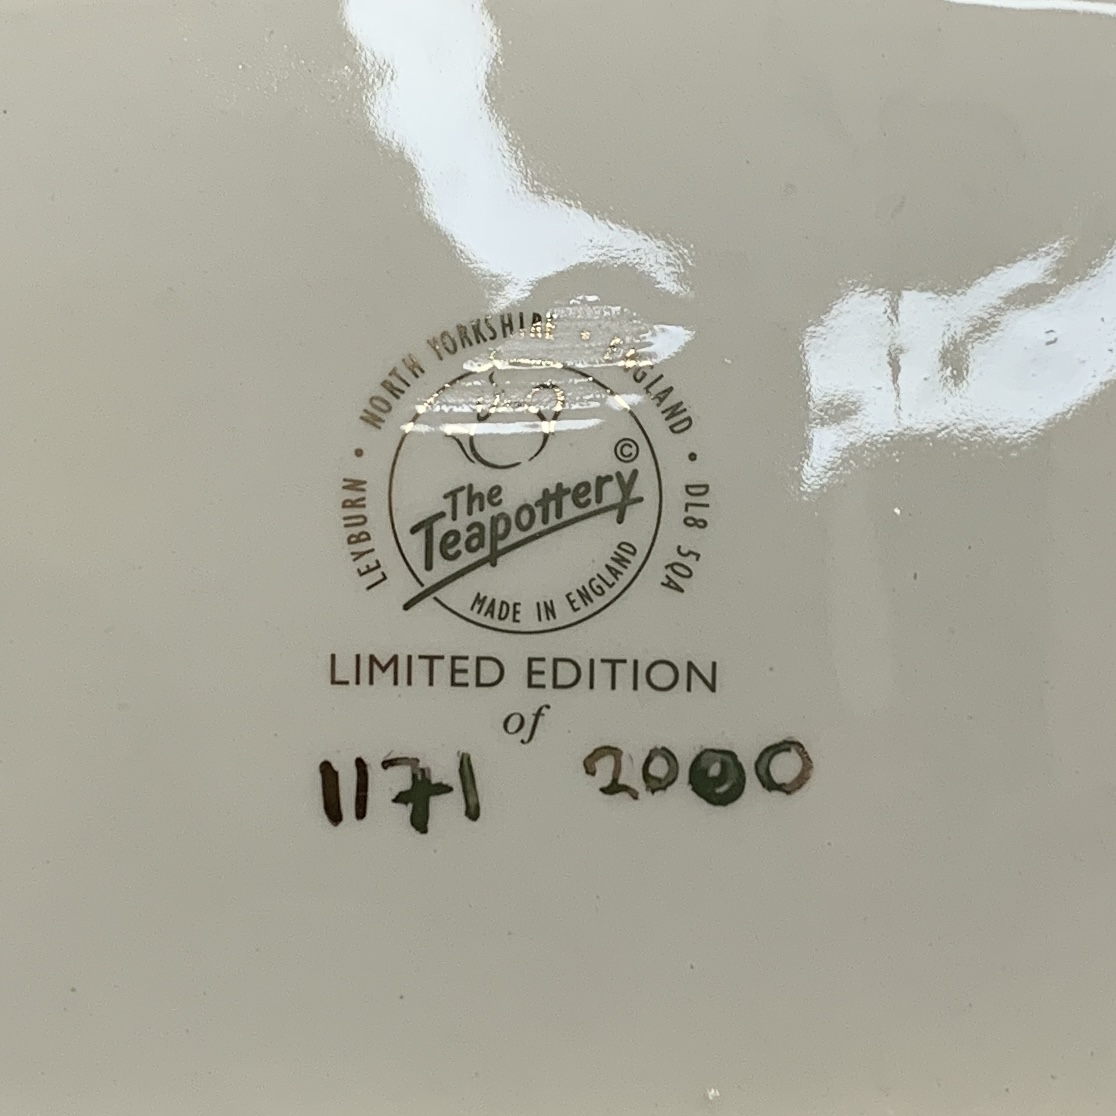 LEYBURN • NORTH YORKSHIRE • ENGLAND • DL8 5QA
©
The
Teapottery
MADE IN ENGLAND
LIMITED EDITION
of
1171 2000